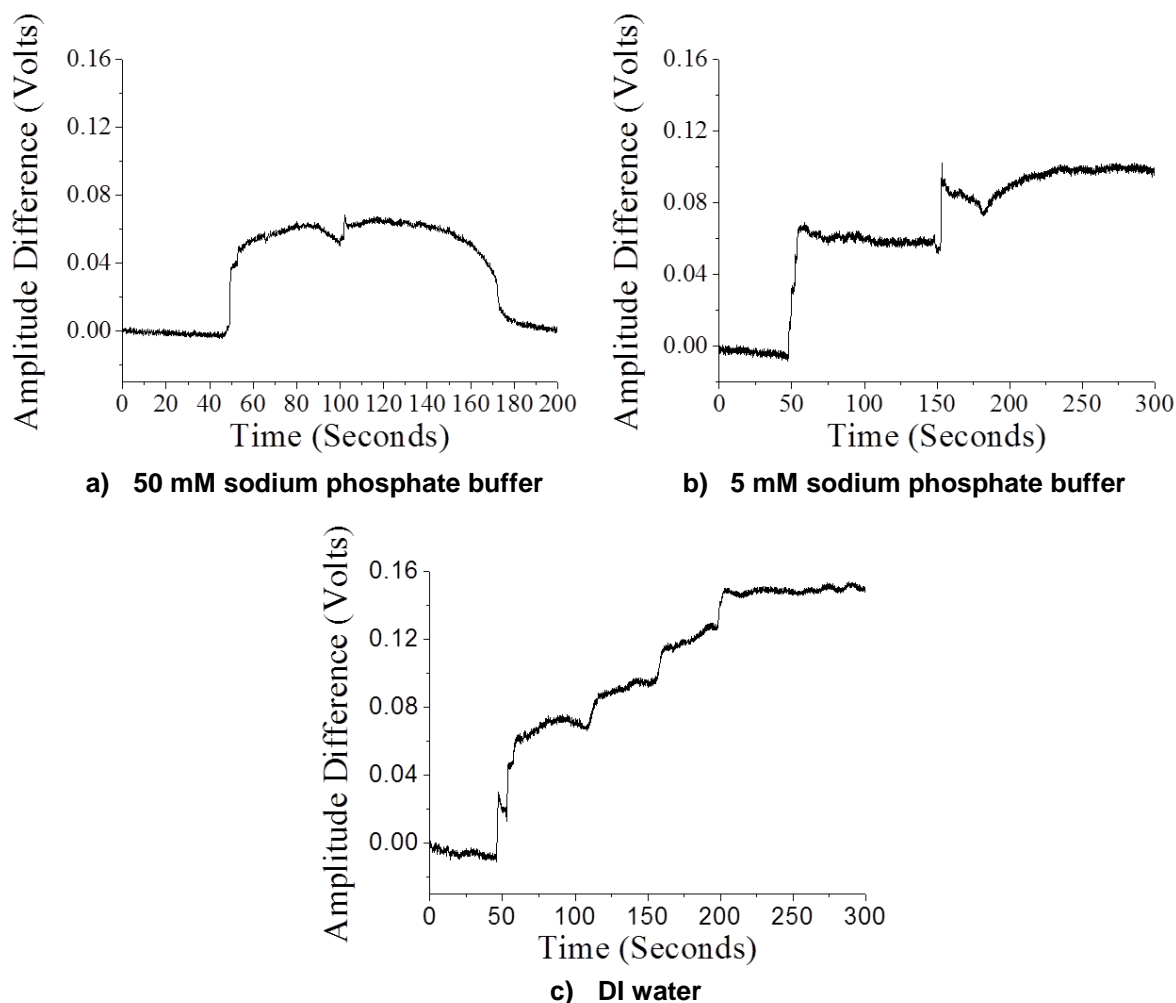 Amplitude Difference (Volts)
0.16
0.12
0.08
0.04
0.00
0 20 40 60 80 100 120 140 160 180 200
Time (Seconds)
a) 50 mM sodium phosphate buffer
Amplitude Difference (Volts)
0.16
0.12
0.08
0.04
0.00
0 50 100 150 200 250 300
Time (Seconds)
b) 5 mM sodium phosphate buffer
Amplitude Difference (Volts)
0.16
0.12
0.08
0.04
0.00
0 50 100 150 200 250 300
Time (Seconds)
c) DI water